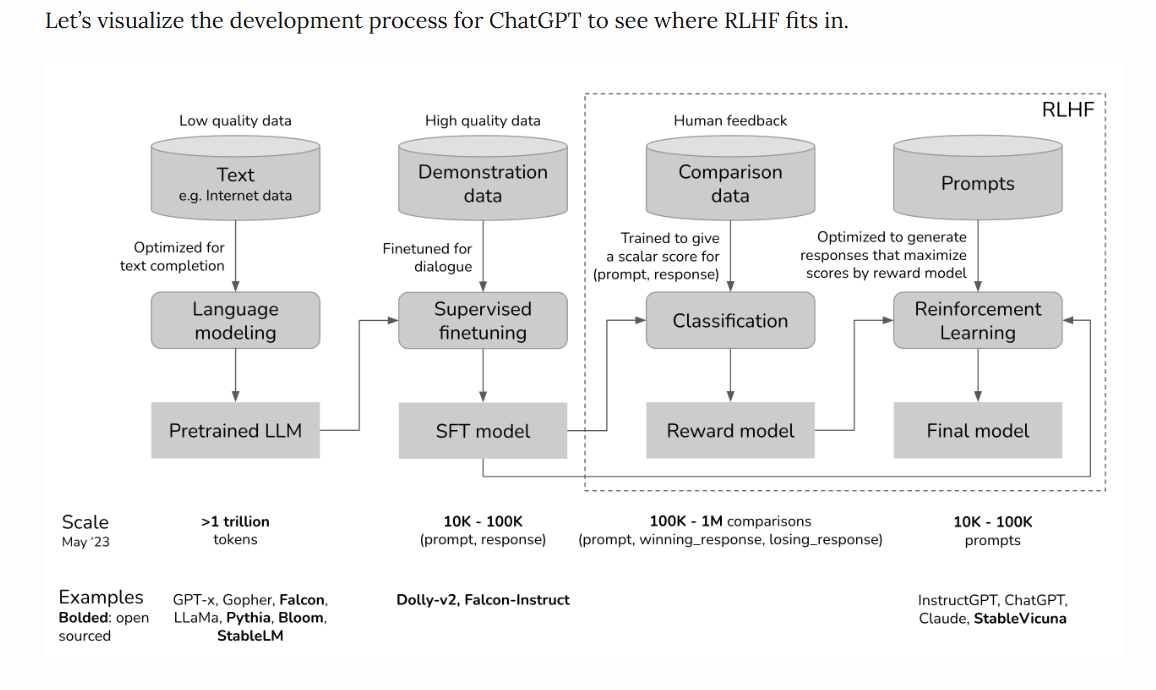 Let’s visualize the development process for ChatGPT to see where RLHF fits in.
RLHF
Low quality data
High quality data
Human feedback
Text
e.g. Internet data
Demonstration
data
Comparison
data
Prompts
Optimized for
text completion
Finetuned for
dialogue
Trained to give
a scalar score for
(prompt, response)
Optimized to generate
responses that maximize
scores by reward model
Language
modeling
Supervised
finetuning
Classification
Reinforcement
Learning
Pretrained LLM
SFT model
Reward model
Final model
Scale
May ‘23
>1 trillion
tokens
10K - 100K
(prompt, response)
100K - 1M comparisons
(prompt, winning_response, losing_response)
10K - 100K
prompts
Examples
Bolded: open
sourced
GPT-x, Gopher, Falcon,
LLaMa, Pythia, Bloom,
StableLM
Dolly-v2, Falcon-Instruct
InstructGPT, ChatGPT,
Claude, StableVicuna